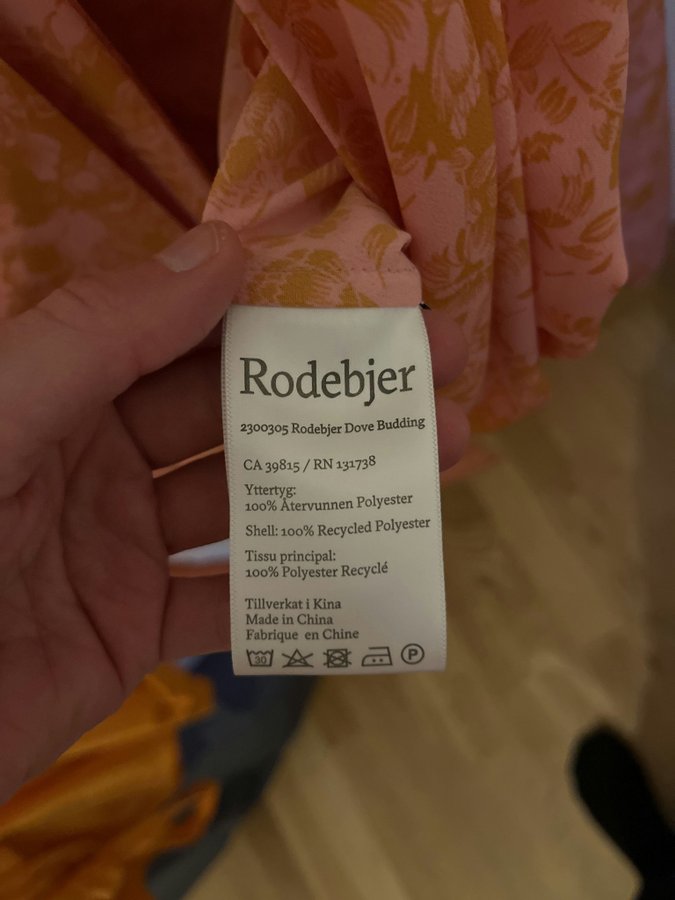 Rodebjer
2300305 Rodebjer Dove Budding
CA 39815 / RN 131738
Yttertyg:
100% Återvunnen Polyester
Shell: 100% Recycled Polyester
Tissu principal:
100% Polyester Recyclé
Tillverkat i Kina
Made in China
Fabrique en Chine
30 P